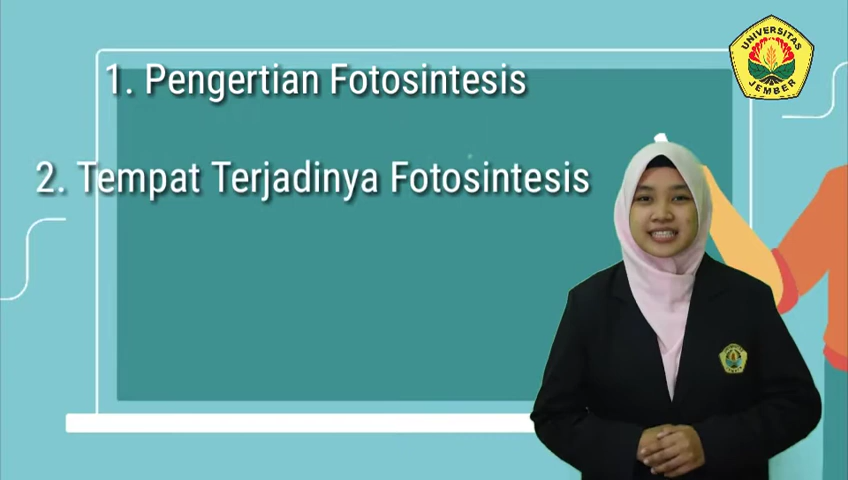 UNIVERSITAS
JEMBER
1. Pengertian Fotosintesis
2. Tempat Terjadinya Fotosintesis